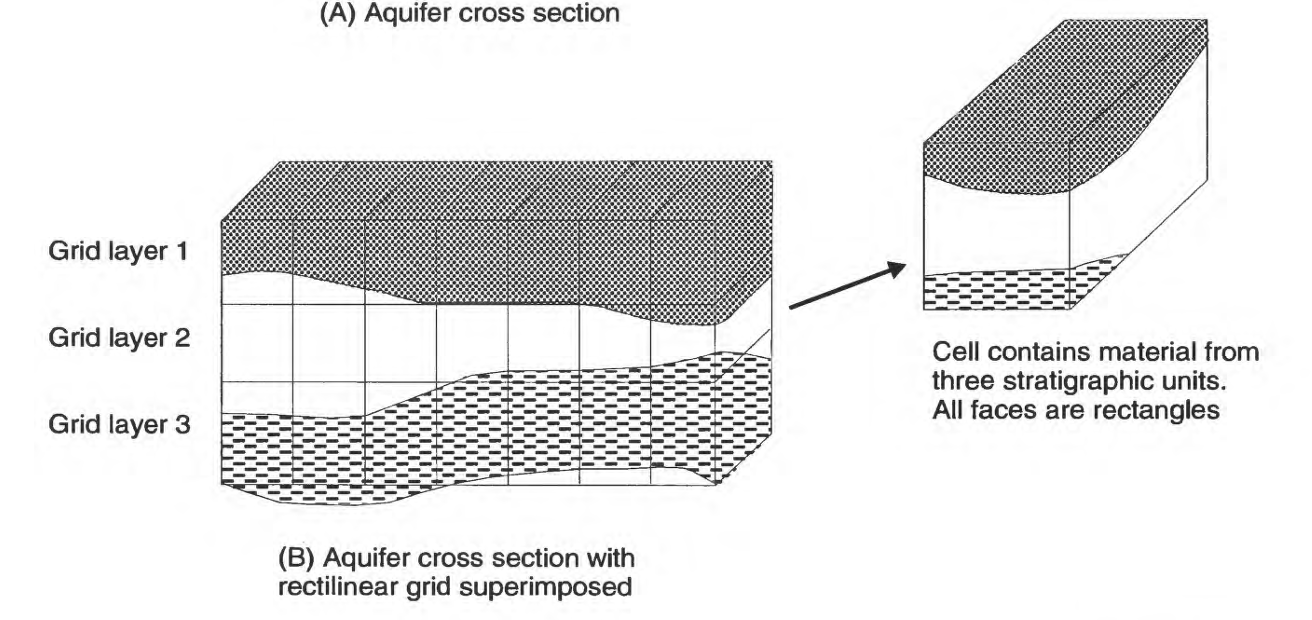 (A) Aquifer cross section
Grid layer 1
Grid layer 2
Grid layer 3
Cell contains material from
three stratigraphic units.
All faces are rectangles
(B) Aquifer cross section with
rectilinear grid superimposed